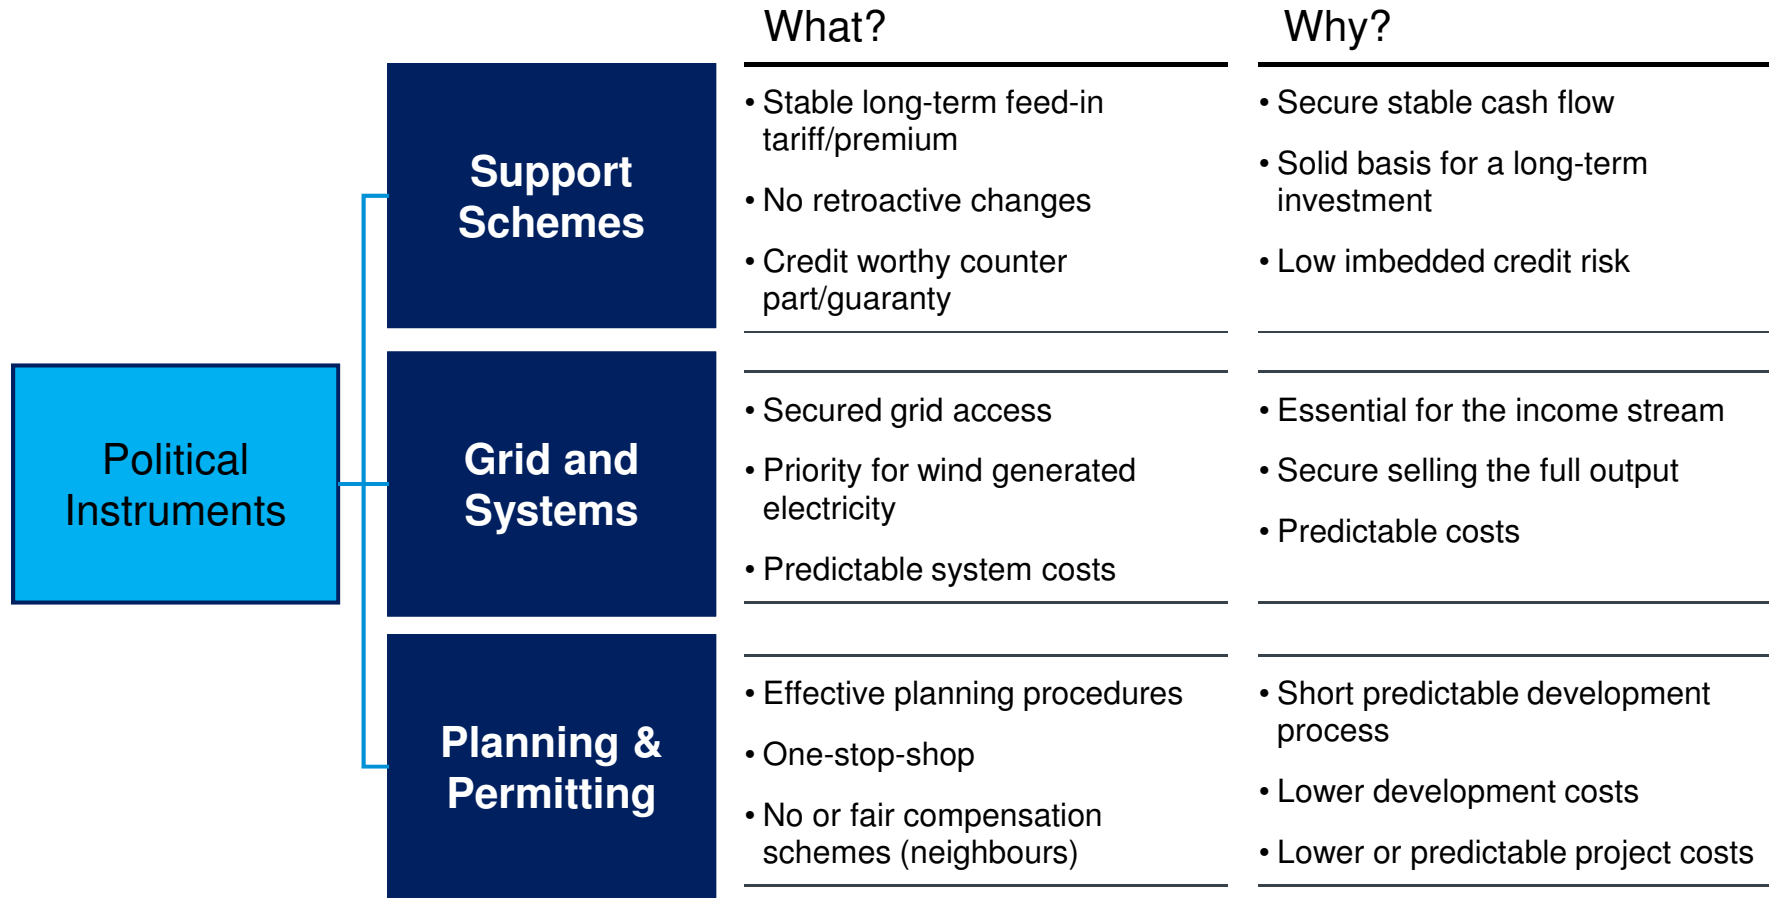 What?
Why?
Political
Instruments
Support
Schemes
• Stable long-term feed-in
tariff/premium
• No retroactive changes
• Credit worthy counter
part/guaranty
• Secure stable cash flow
• Solid basis for a long-term
investment
• Low imbedded credit risk
Grid and
Systems
• Secured grid access
• Priority for wind generated
electricity
• Predictable system costs
• Essential for the income stream
• Secure selling the full output
• Predictable costs
Planning &
Permitting
• Effective planning procedures
• One-stop-shop
• No or fair compensation
schemes (neighbours)
• Short predictable development
process
• Lower development costs
• Lower or predictable project costs